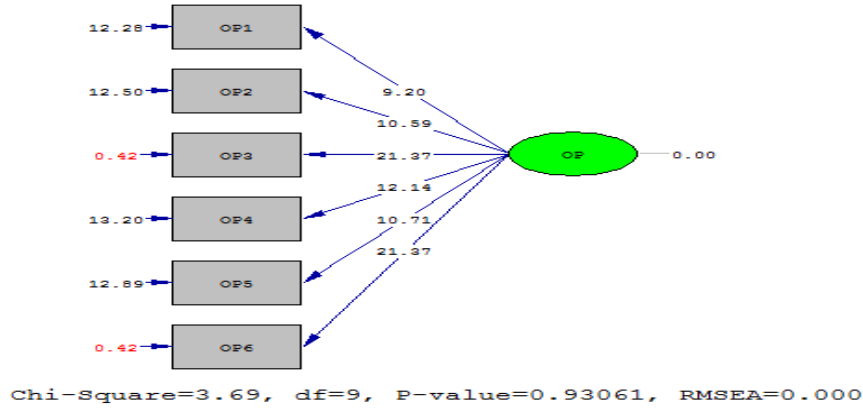 12.28 OP1
9.20
12.50 OP2
10.59
0.42 OP3 21.37 OP 0.00
12.14
13.20 OP4
10.71
21.37
12.89 OP5
0.42 OP6
Chi-Square=3.69, df=9, P-value=0.93061, RMSEA=0.000